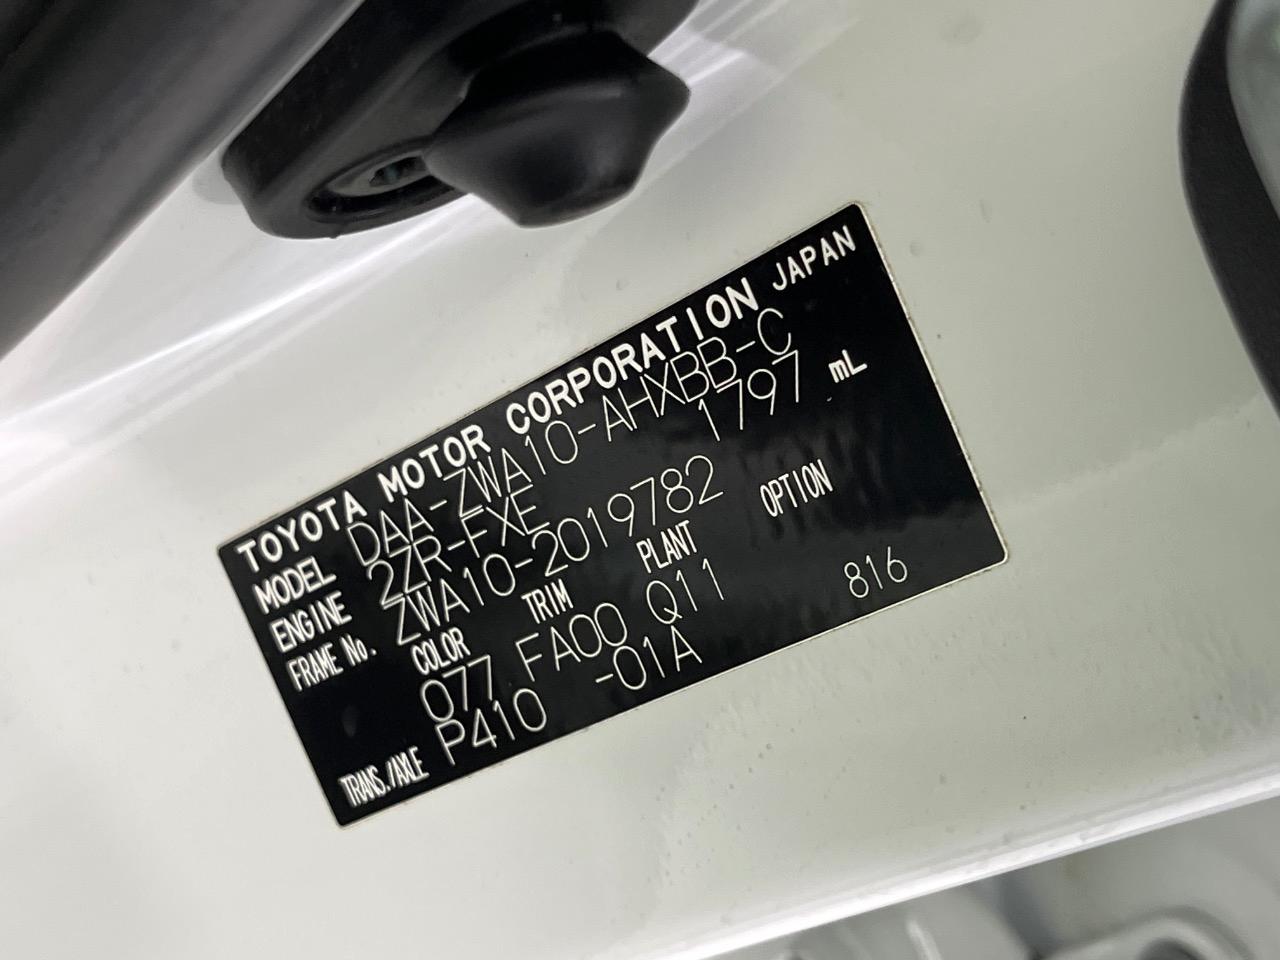 TOYOTA MOTOR CORPORATION JAPAN
MODEL DAA-ZWA10-AHXBB-C
ENGINE 2ZR-FXE 1797 mL
FRAME No. ZWA10-2019782
COLOR TRIM PLANT OPTION
077 FA00 Q11 816
TRANS./AXLE P410 -01A